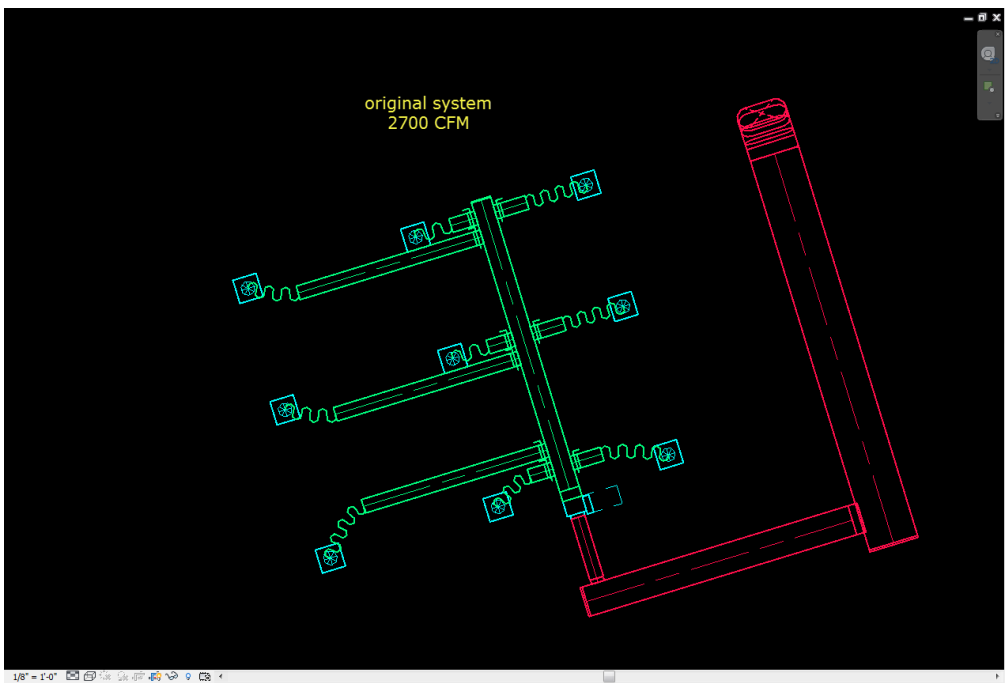 original system
2700 CFM
1/8" = 1'-0"